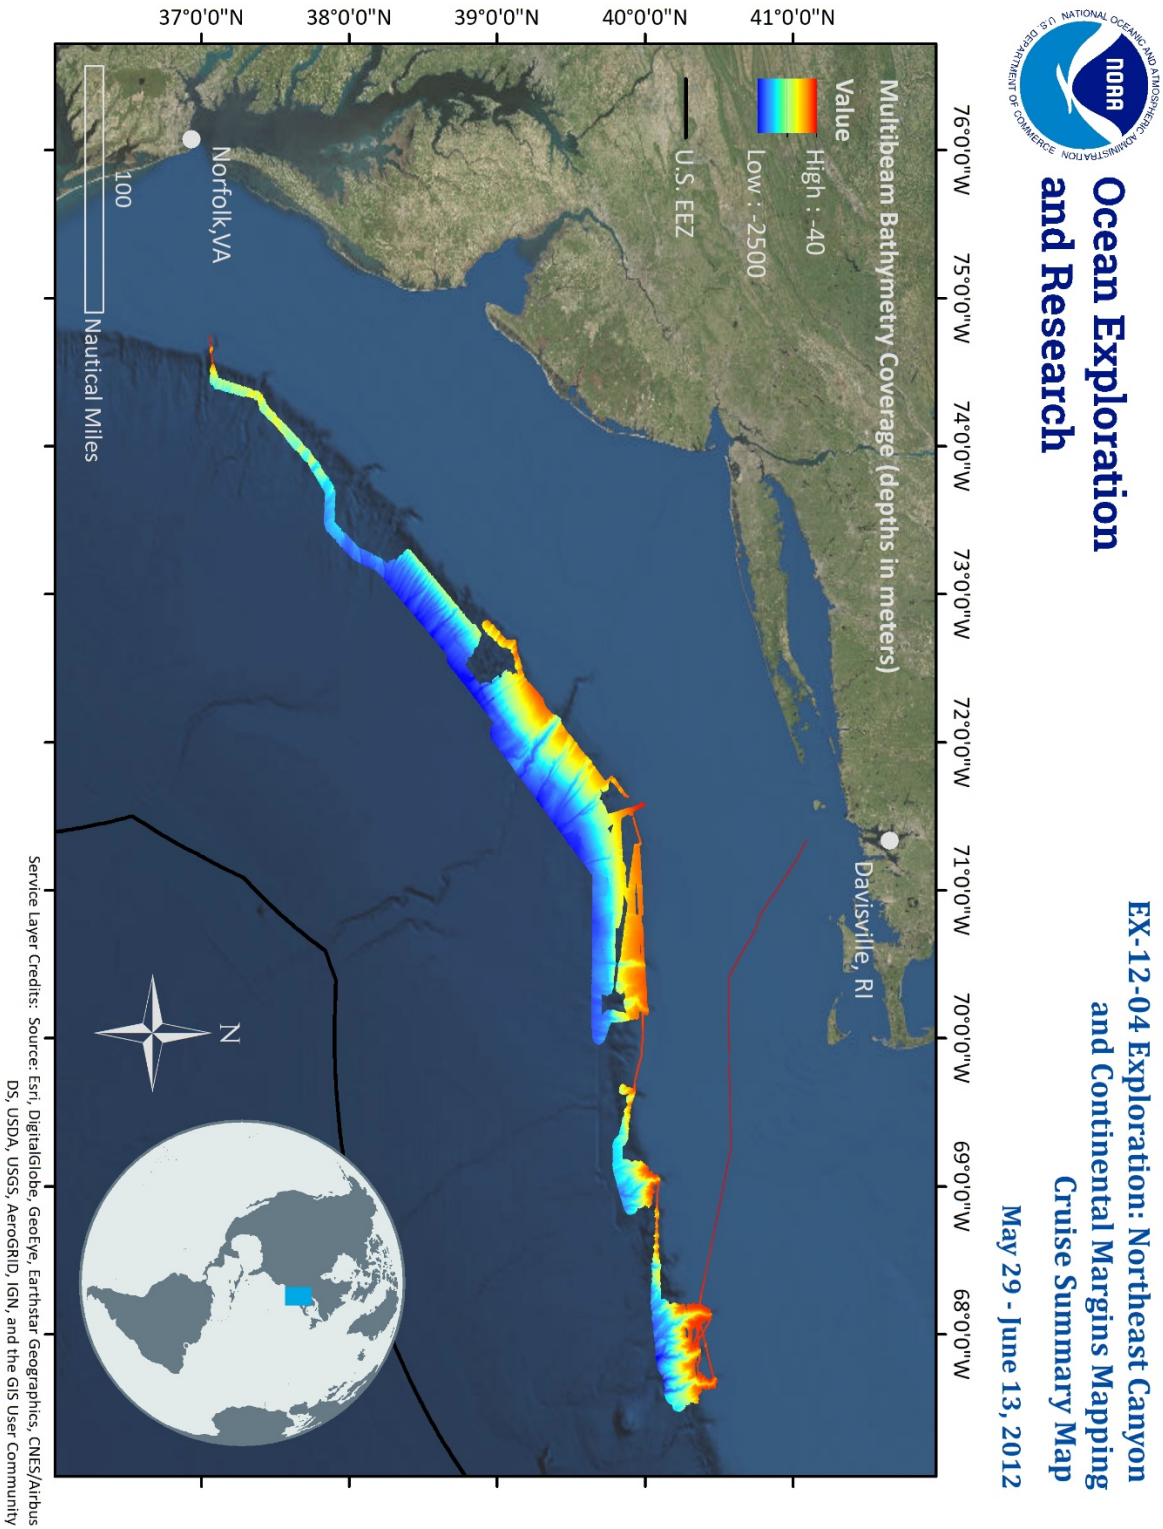 NATIONAL OCEANIC AND ATMOSPHERIC ADMINISTRATION
U.S. DEPARTMENT OF COMMERCE
NOAA
Ocean Exploration
and Research
EX-12-04 Exploration: Northeast Canyon
and Continental Margins Mapping
Cruise Summary Map
May 29 - June 13, 2012
76°0'0"W
75°0'0"W
74°0'0"W
73°0'0"W
72°0'0"W
71°0'0"W
70°0'0"W
69°0'0"W
68°0'0"W
41°0'0"N
40°0'0"N
39°0'0"N
38°0'0"N
37°0'0"N
Multibeam Bathymetry Coverage (depths in meters)
Value
High : -40
Low : -2500
U.S. EEZ
Davisville, RI
Norfolk,VA
100
Nautical Miles
N
Service Layer Credits: Source: Esri, DigitalGlobe, GeoEye, Earthstar Geographics, CNES/Airbus
DS, USDA, USGS, AeroGRID, IGN, and the GIS User Community